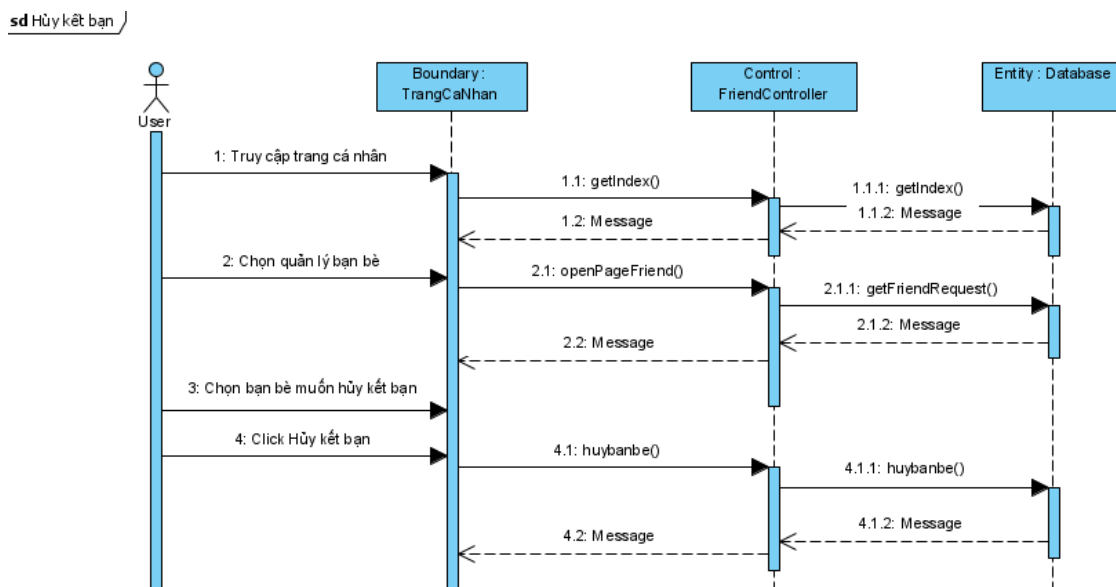 sd Hủy kết bạn
User
Boundary :
TrangCaNhan
Control :
FriendController
Entity : Database
1: Truy cập trang cá nhân
1.1: getIndex()
1.1.1: getIndex()
1.1.2: Message
1.2: Message
2: Chọn quản lý bạn bè
2.1: openPageFriend()
2.1.1: getFriendRequest()
2.1.2: Message
2.2: Message
3: Chọn bạn bè muốn hủy kết bạn
4: Click Hủy kết bạn
4.1: huybanbe()
4.1.1: huybanbe()
4.1.2: Message
4.2: Message